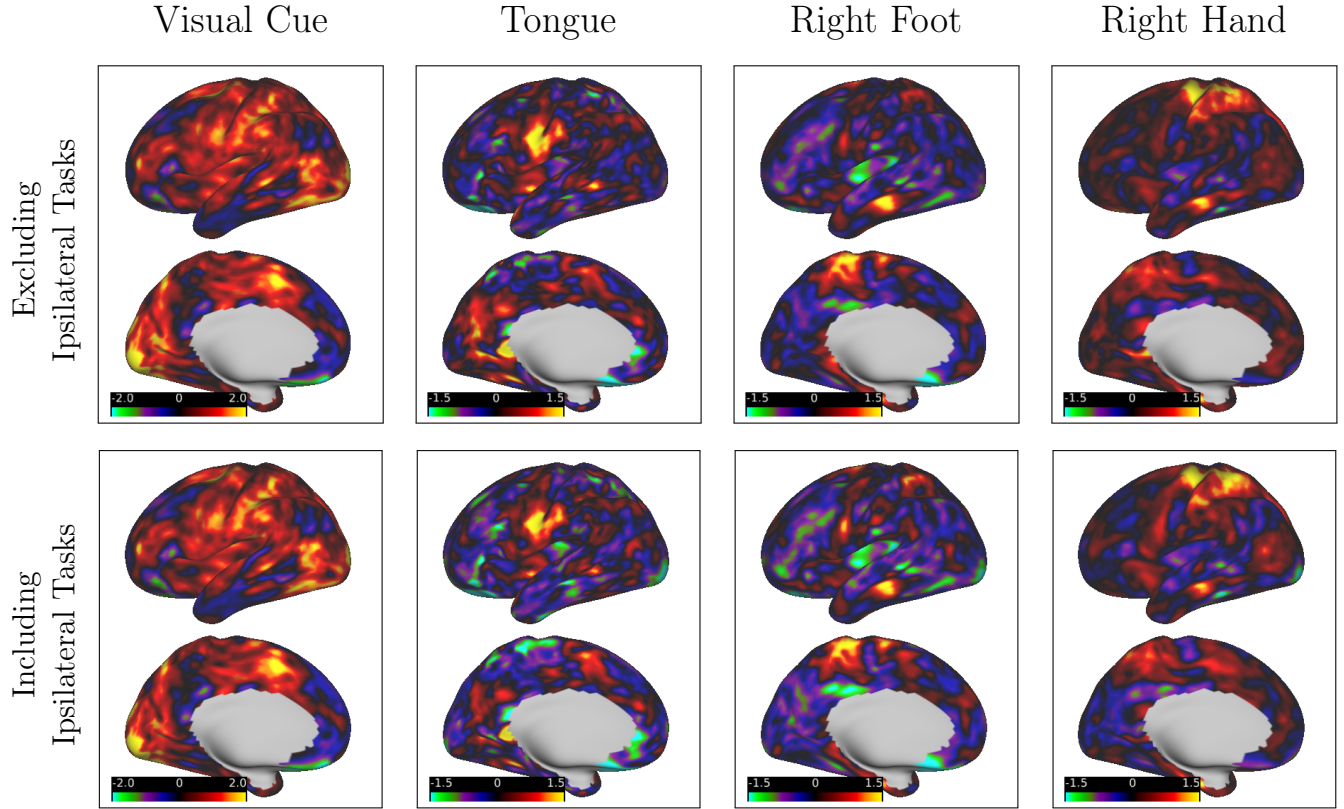 Visual Cue
Tongue
Right Foot
Right Hand
Excluding
Ipsilateral Tasks
-2.0 0 2.0
-1.5 0 1.5
-1.5 0 1.5
-1.5 0 1.5
Including
Ipsilateral Tasks
-2.0 0 2.0
-1.5 0 1.5
-1.5 0 1.5
-1.5 0 1.5